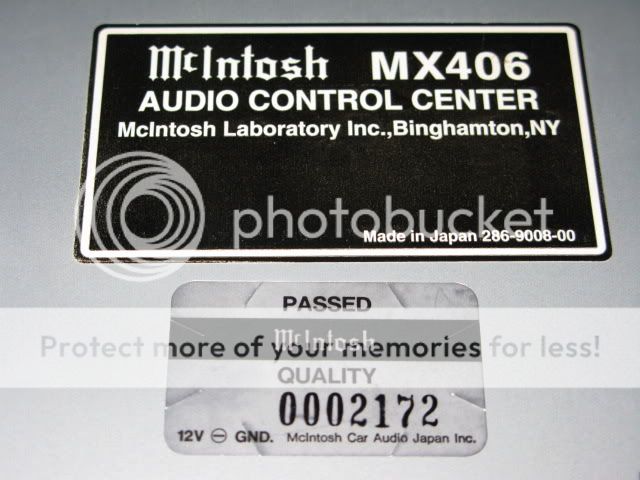 McIntosh MX406
AUDIO CONTROL CENTER
McIntosh Laboratory Inc.,Binghamton,NY
photobucket
Made in Japan 286-9008-00
PASSED
McIntosh
Protect more of your memories for less!
QUALITY
0002172
12V ⊖ GND. McIntosh Car Audio Japan Inc.